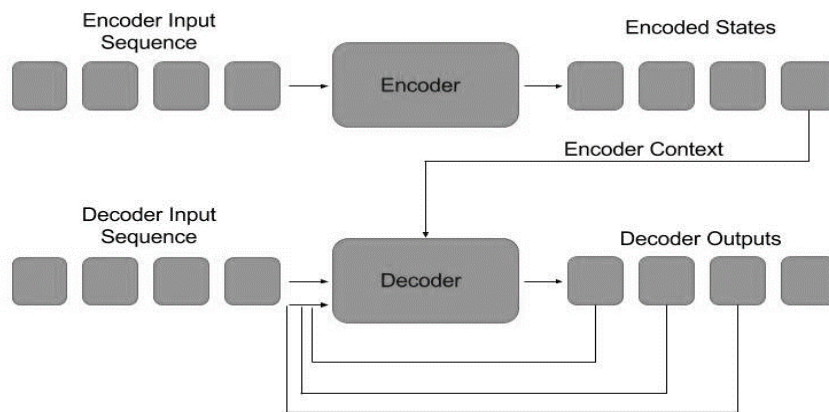 Encoder Input
Sequence
Encoded States
Encoder
Encoder Context
Decoder Input
Sequence
Decoder Outputs
Decoder